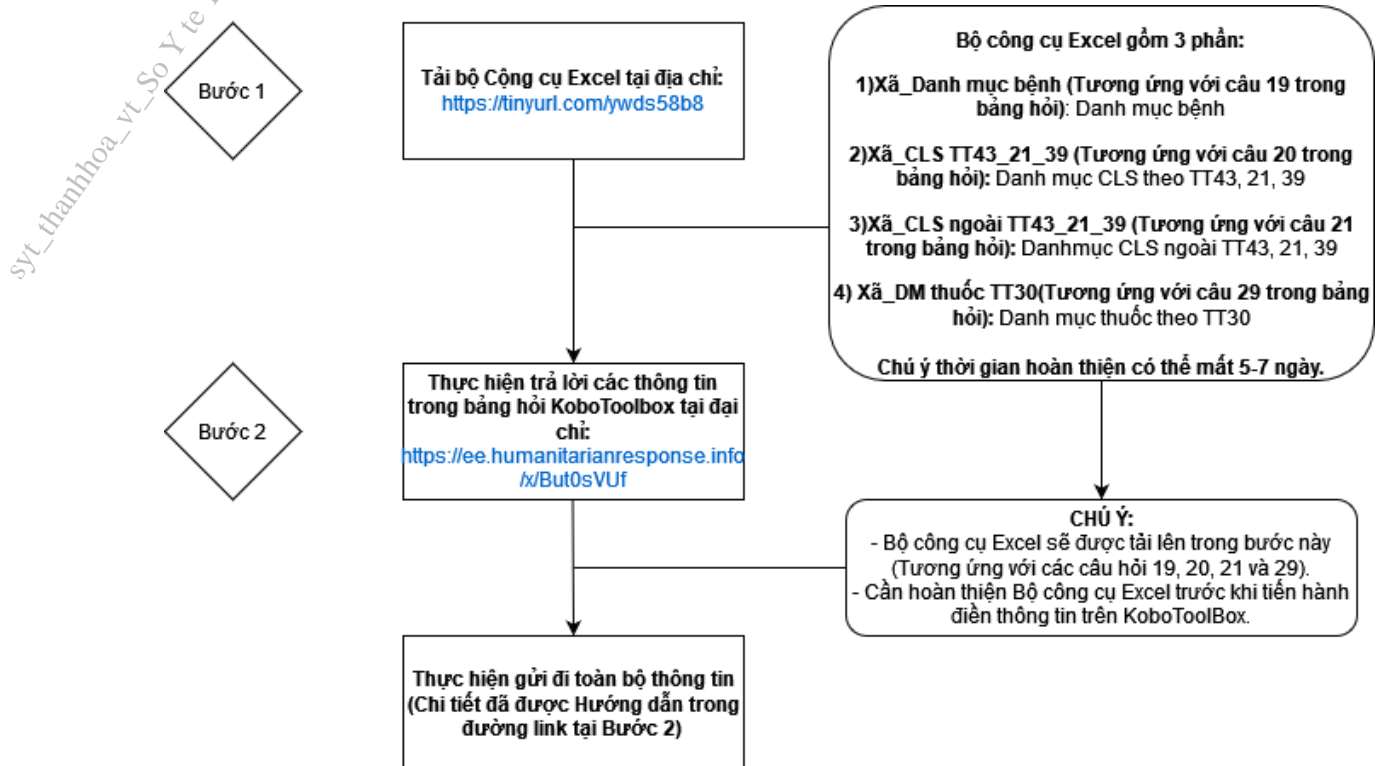 syt_thanhhoa_vt_So Y te
Bước 1
Tải bộ Cộng cụ Excel tại địa chỉ:
https://tinyurl.com/ywds58b8
Bộ công cụ Excel gồm 3 phần:
1)Xã_Danh mục bệnh (Tương ứng với câu 19 trong
bảng hỏi): Danh mục bệnh
2)Xã_CLS TT43_21_39 (Tương ứng với câu 20 trong
bảng hỏi): Danh mục CLS theo TT43, 21, 39
3)Xã_CLS ngoài TT43_21_39 (Tương ứng với câu 21
trong bảng hỏi): Danhmục CLS ngoài TT43, 21, 39
4) Xã_DM thuốc TT30(Tương ứng với câu 29 trong bảng
hỏi): Danh mục thuốc theo TT30
Chú ý thời gian hoàn thiện có thể mất 5-7 ngày.
Bước 2
Thực hiện trả lời các thông tin
trong bảng hỏi KoboToolbox tại đại
chỉ:
https://ee.humanitarianresponse.info
/x/But0sVUf
CHÚ Ý:
- Bộ công cụ Excel sẽ được tải lên trong bước này
(Tương ứng với các câu hỏi 19, 20, 21 và 29).
- Cần hoàn thiện Bộ công cụ Excel trước khi tiến hành
điền thông tin trên KoboToolBox.
Thực hiện gửi đi toàn bộ thông tin
(Chi tiết đã được Hướng dẫn trong
đường link tại Bước 2)